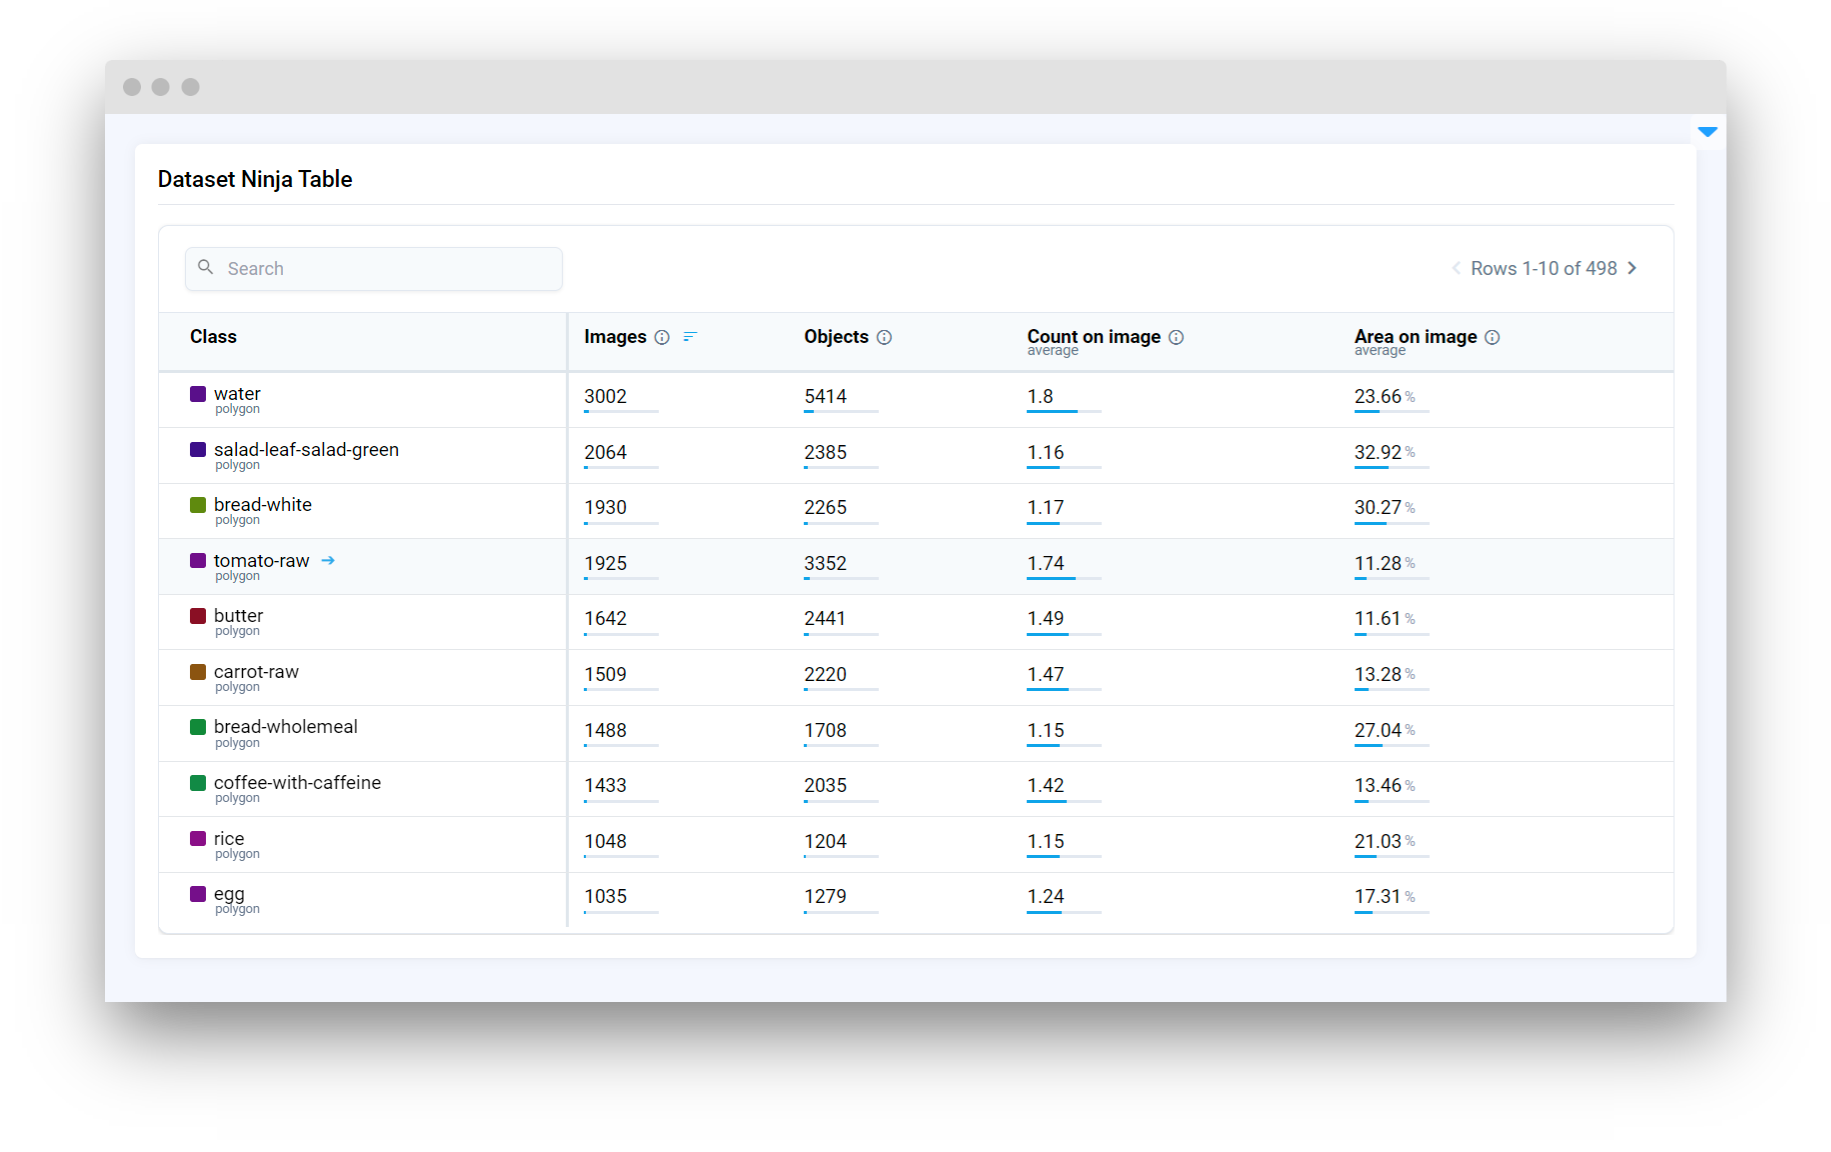 Dataset Ninja Table
Search
Rows 1-10 of 498
Class Images Objects Count on image Area on image
average average
water 3002 5414 1.8 23.66 %
polygon
salad-leaf-salad-green 2064 2385 1.16 32.92 %
polygon
bread-white 1930 2265 1.17 30.27 %
polygon
tomato-raw 1925 3352 1.74 11.28 %
polygon
butter 1642 2441 1.49 11.61 %
polygon
carrot-raw 1509 2220 1.47 13.28 %
polygon
bread-wholemeal 1488 1708 1.15 27.04 %
polygon
coffee-with-caffeine 1433 2035 1.42 13.46 %
polygon
rice 1048 1204 1.15 21.03 %
polygon
egg 1035 1279 1.24 17.31 %
polygon